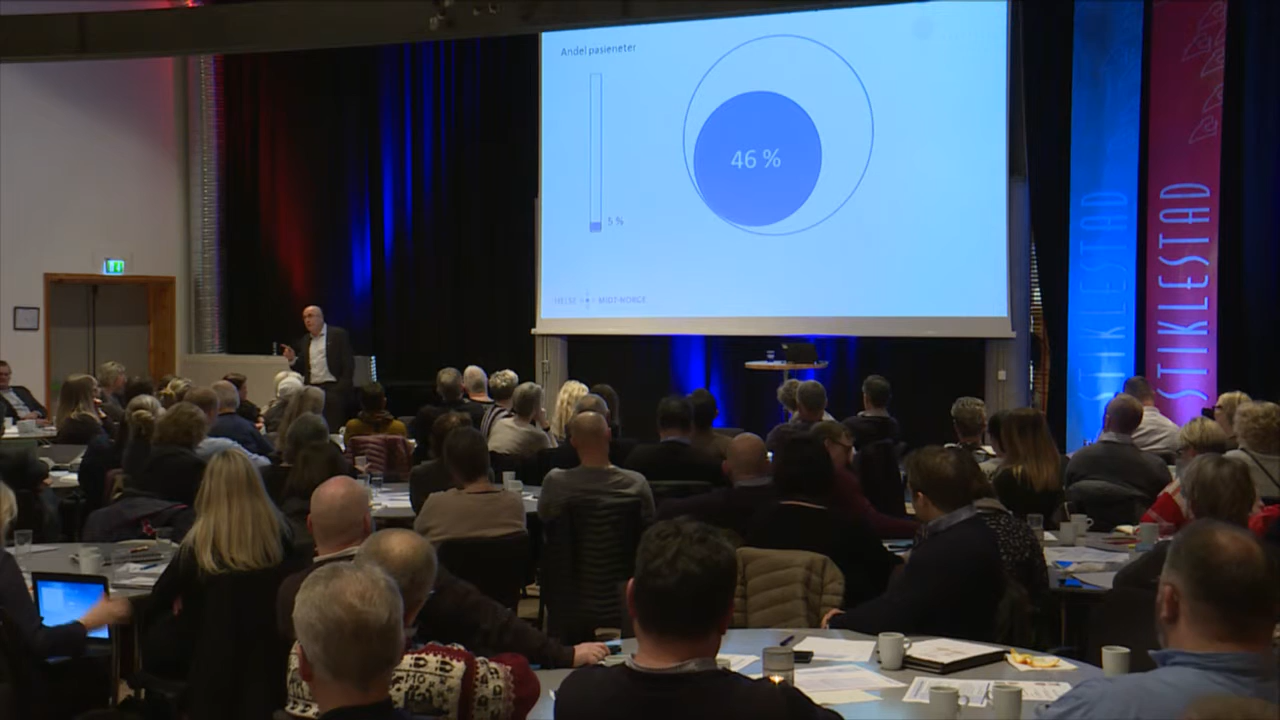 Andel pasieneter
46 %
5 %
HELSE MIDT-NORGE
STIKLESTAD
STIKLESTAD